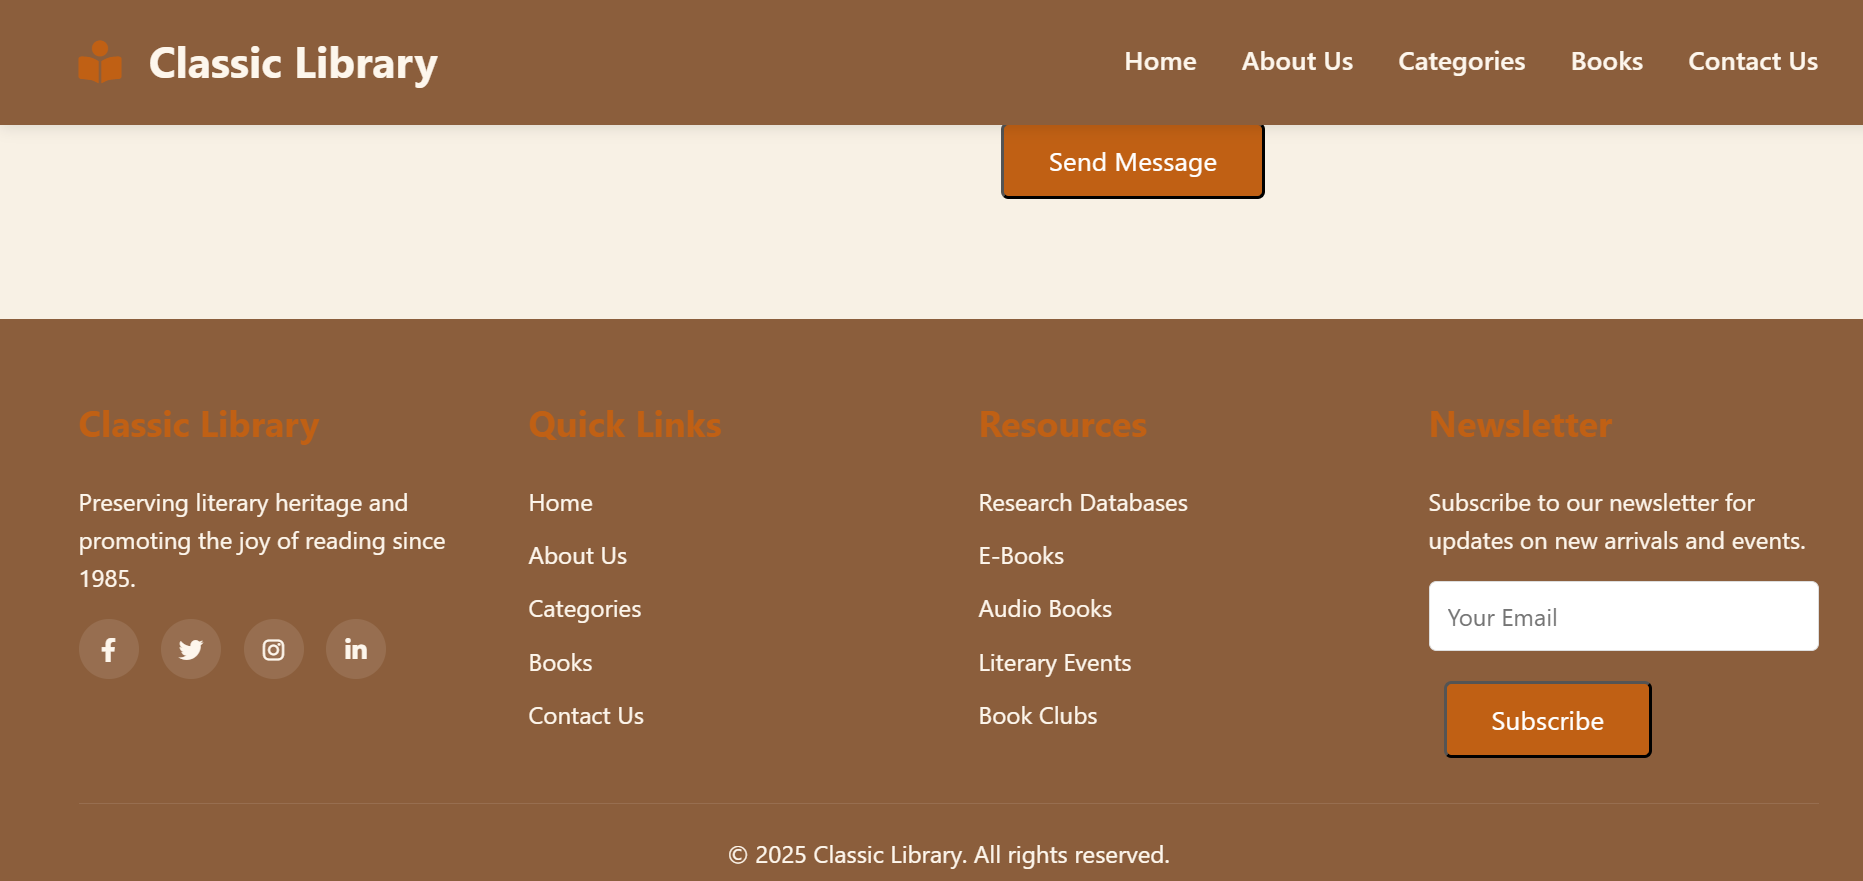 Classic Library
Home
About Us
Categories
Books
Contact Us
Send Message
Classic Library
Preserving literary heritage and
promoting the joy of reading since
1985.
Quick Links
Home
About Us
Categories
Books
Contact Us
Resources
Research Databases
E-Books
Audio Books
Literary Events
Book Clubs
Newsletter
Subscribe to our newsletter for
updates on new arrivals and events.
Your Email
Subscribe
© 2025 Classic Library. All rights reserved.